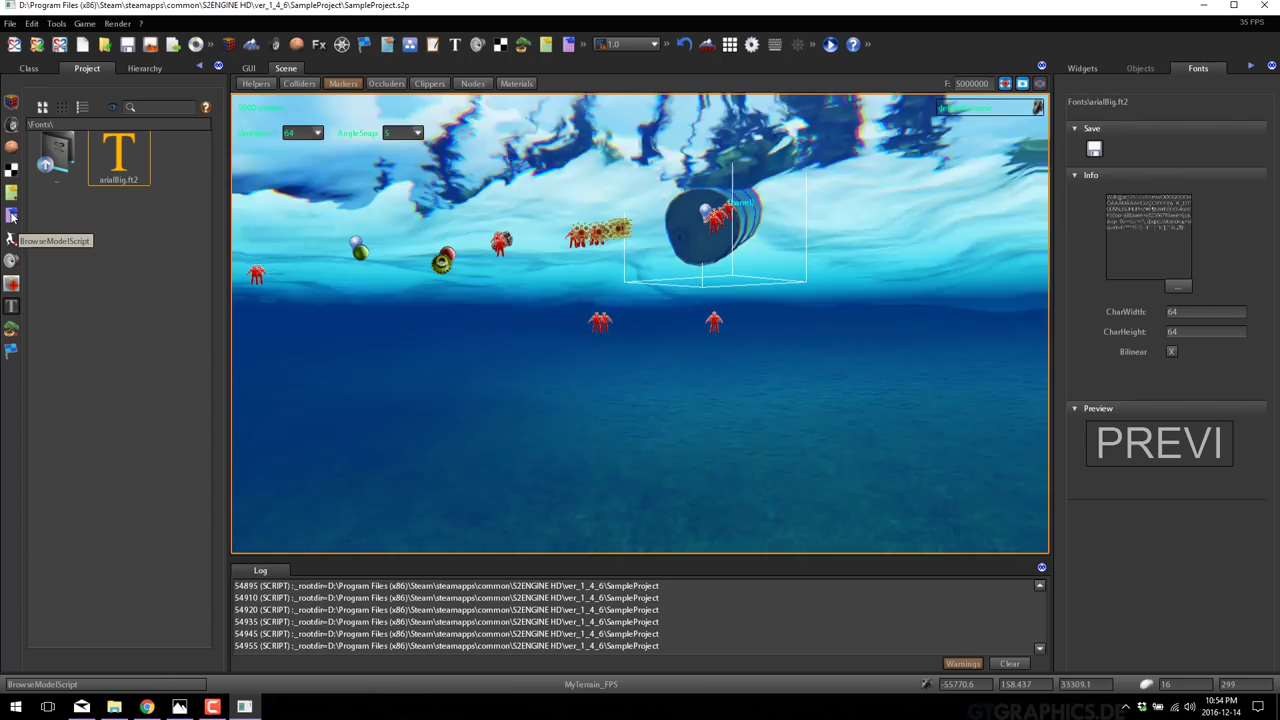 D:\Program Files (x86)\Steam\steamapps\common\S2ENGINE HD\ver_1_4_6\SampleProject\SampleProject.s2p
File Edit Tools Game Render ?
35 FPS
Fx T 1.0
Class Project Hierarchy
GUI Scene
Widgets Objects Fonts
Helpers Colliders Markers Occluders Clippers Nodes Materials
F: 5000000
\Fonts\
..
arialBig.ft2
BrowseModelScript
64 AngleSnap: 5
Fonts\arialBig.ft2
Save
Info
...
CharWidth: 64
CharHeight: 64
Bilinear X
Preview
PREVI
Log
54895 (SCRIPT) :_rootdir=D:\Program Files (x86)\Steam\steamapps\common\S2ENGINE HD\ver_1_4_6\SampleProject
54910 (SCRIPT) :_rootdir=D:\Program Files (x86)\Steam\steamapps\common\S2ENGINE HD\ver_1_4_6\SampleProject
54920 (SCRIPT) :_rootdir=D:\Program Files (x86)\Steam\steamapps\common\S2ENGINE HD\ver_1_4_6\SampleProject
54935 (SCRIPT) :_rootdir=D:\Program Files (x86)\Steam\steamapps\common\S2ENGINE HD\ver_1_4_6\SampleProject
54945 (SCRIPT) :_rootdir=D:\Program Files (x86)\Steam\steamapps\common\S2ENGINE HD\ver_1_4_6\SampleProject
54955 (SCRIPT) :_rootdir=D:\Program Files (x86)\Steam\steamapps\common\S2ENGINE HD\ver_1_4_6\SampleProject
Warnings Clear
BrowseModelScript
MyTerrain_FPS
-55770.6 158.437 33309.1 16 299
GTGRAPHICS.DE
10:54 PM
2016-12-14